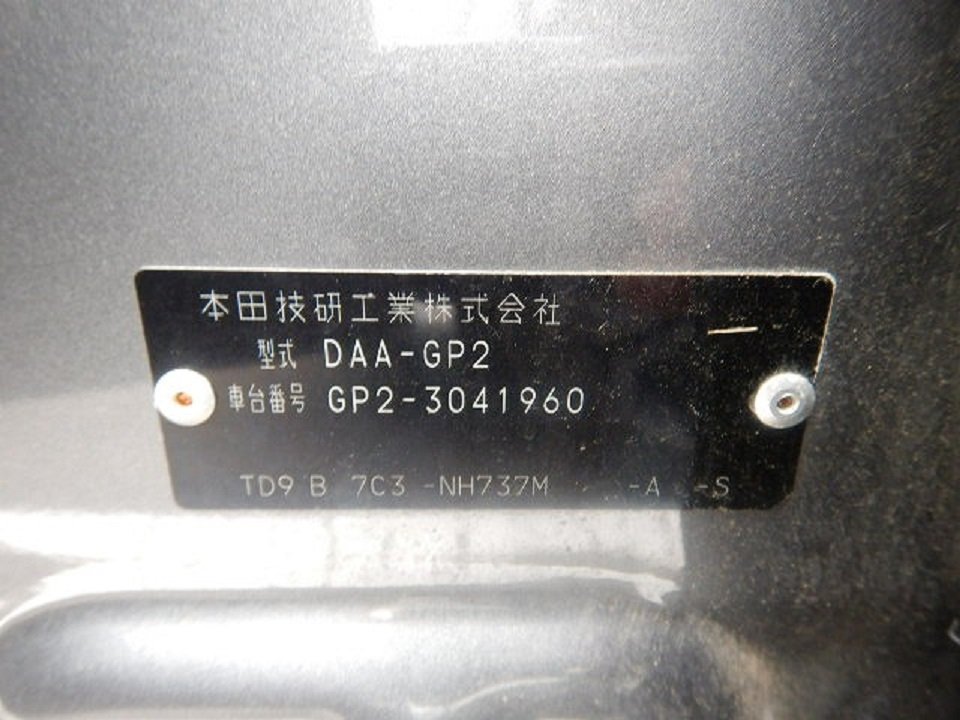 本田技研工業株式会社
型式 DAA-GP2
車台番号 GP2-3041960
TD9 B 7C3 -NH737M -A -S